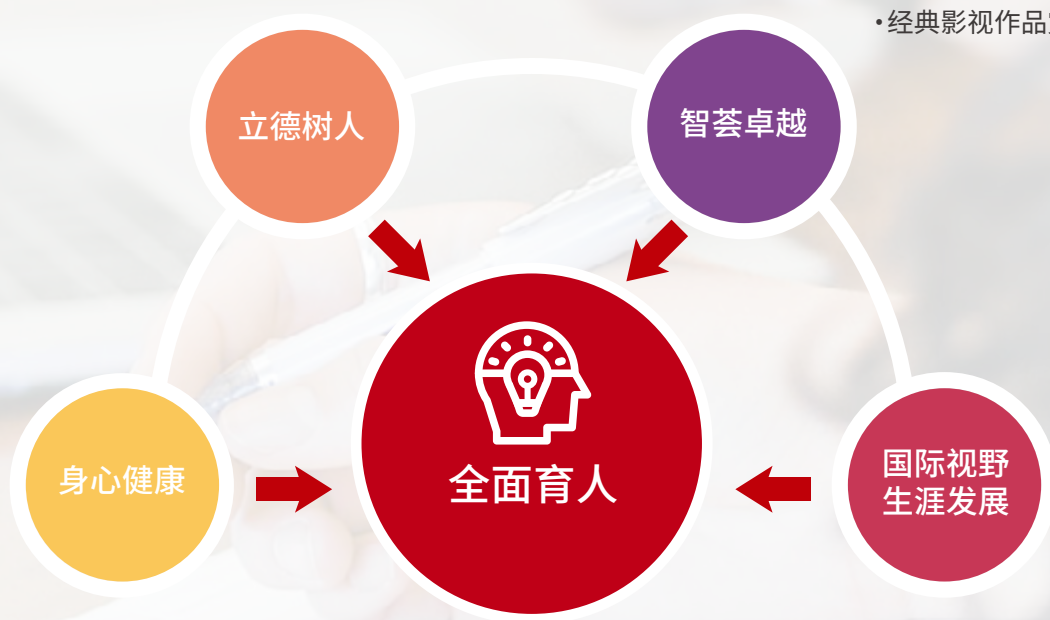 •经典影视作品
立德树人
智荟卓越
身心健康
全面育人
国际视野
生涯发展